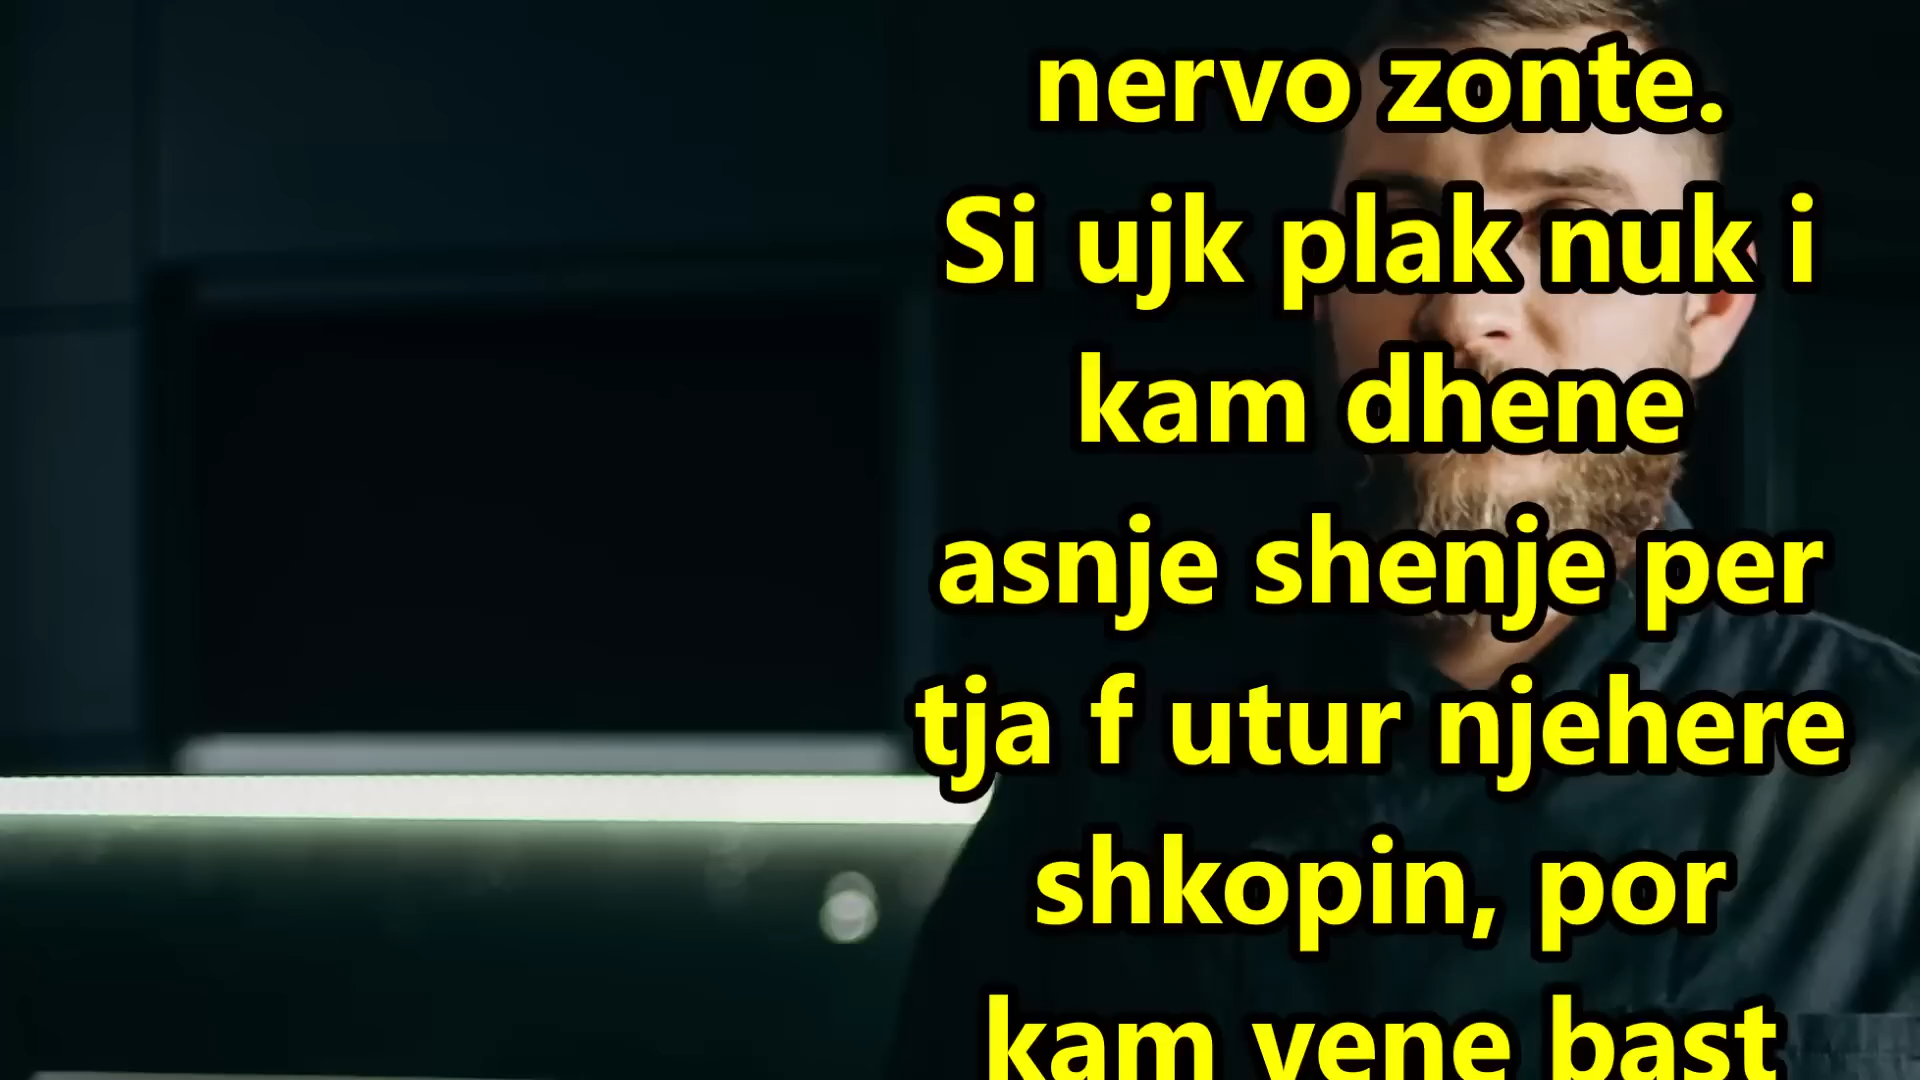 nervo zonte.
Si ujk plak nuk i
kam dhene
asnje shenje per
tja f utur njehere
shkopin, por
kam vene bast